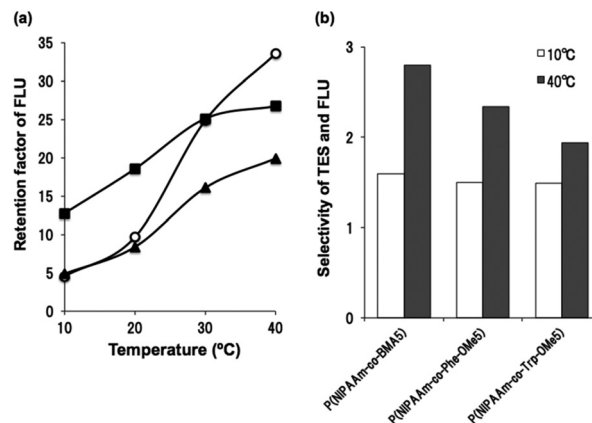 (a)
35
30
25
20
15
10
5
0
Retention factor of FLU
10
20
30
40
Temperature (ºC)
(b)
3
2
1
0
Selectivity of TES and FLU
10℃
40℃
P(NIPAAm-co-BMA5)
P(NIPAAm-co-Phe-OMe5)
P(NIPAAm-co-Trp-OMe5)